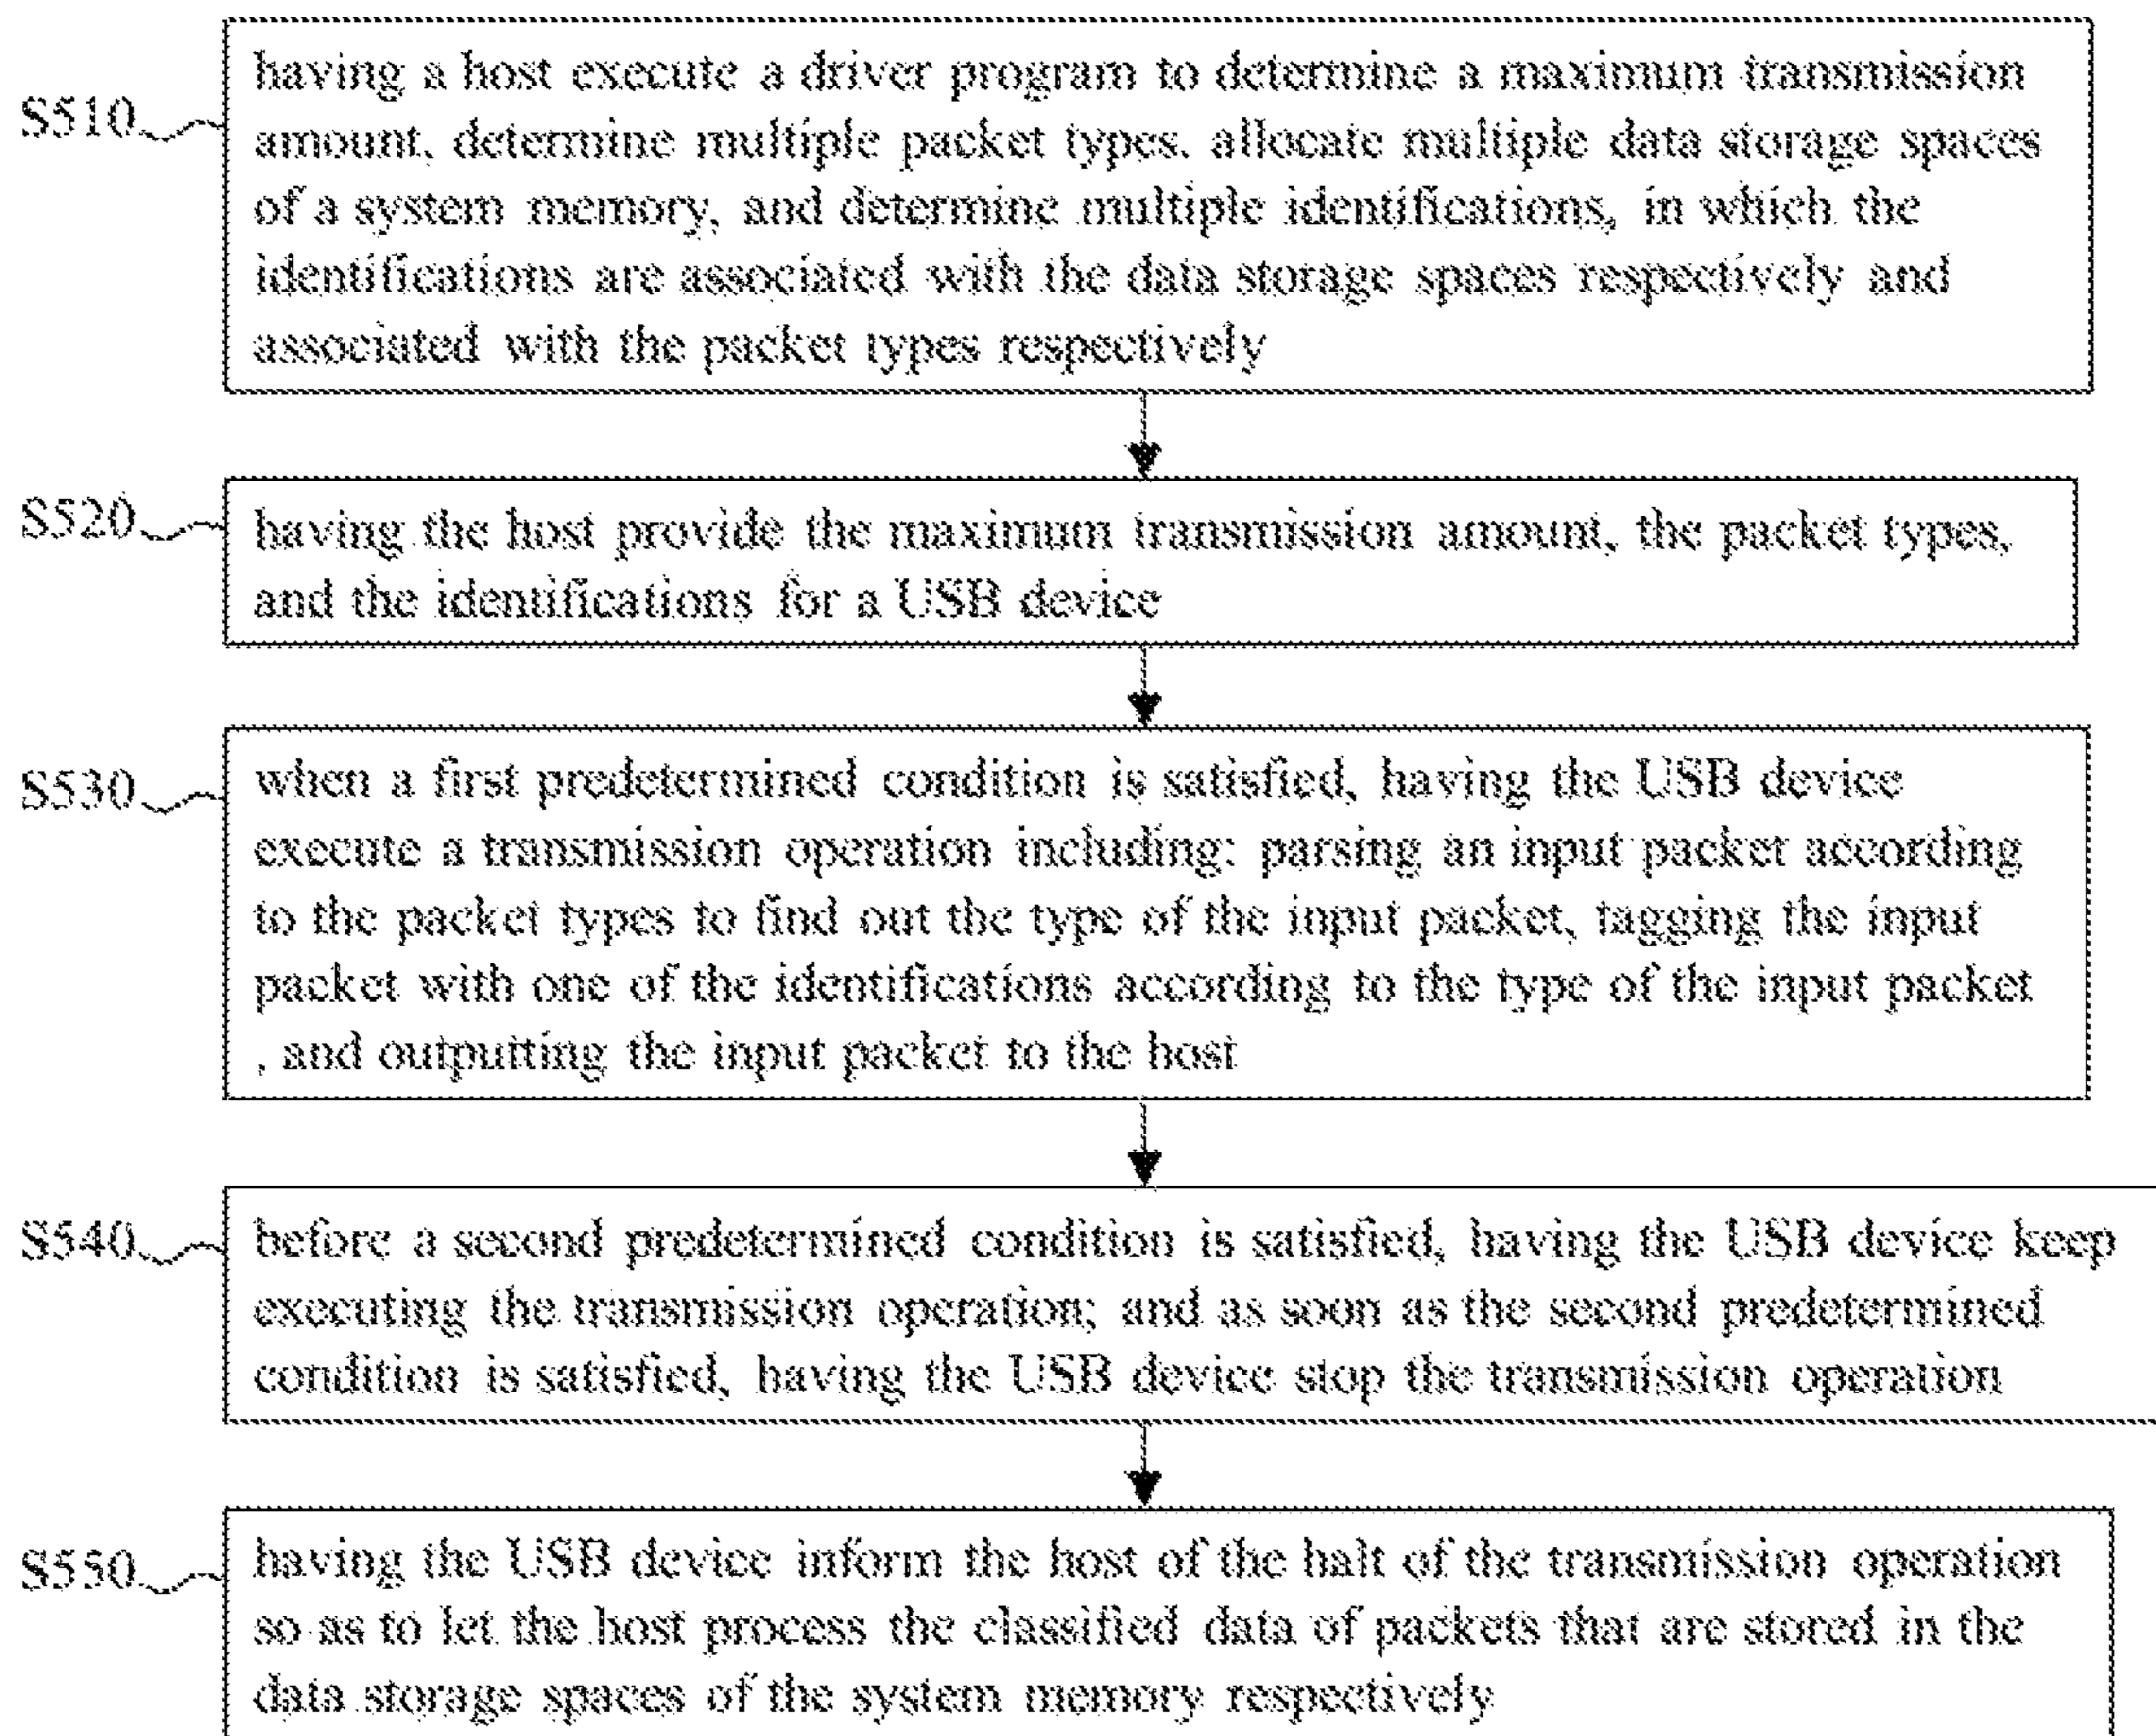 S510
having a host execute a driver program to determine a maximum transmission
amount, determine multiple packet types, allocate multiple data storage spaces
of a system memory, and determine multiple identifications, in which the
identifications are associated with the data storage spaces respectively and
associated with the packet types respectively
S520
having the host provide the maximum transmission amount, the packet types,
and the identifications for a USB device
S530
when a first predetermined condition is satisfied, having the USB device
execute a transmission operation including: parsing an input packet according
to the packet types to find out the type of the input packet, tagging the input
packet with one of the identifications according to the type of the input packet
, and outputting the input packet to the host
S540
before a second predetermined condition is satisfied, having the USB device keep
executing the transmission operation; and as soon as the second predetermined
condition is satisfied, having the USB device stop the transmission operation
S550
having the USB device inform the host of the halt of the transmission operation
so as to let the host process the classified data of packets that are stored in the
data storage spaces of the system memory respectively